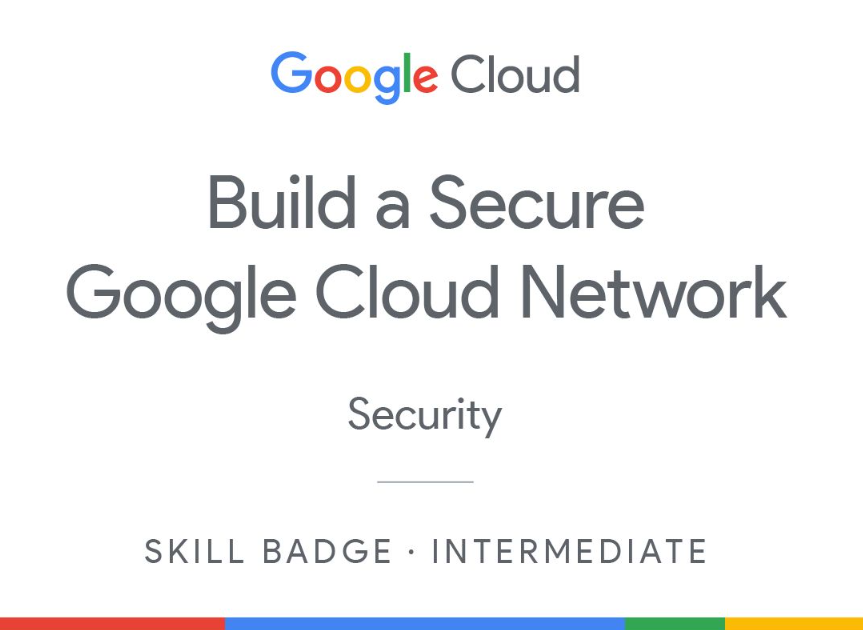 Google Cloud
Build a Secure
Google Cloud Network
Security
SKILL BADGE · INTERMEDIATE